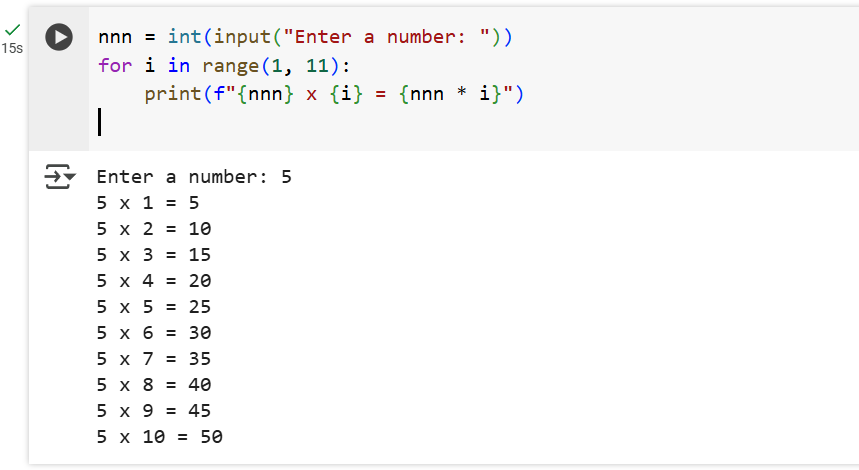 15s
nnn = int(input("Enter a number: "))
for i in range(1, 11):
    print(f"{nnn} x {i} = {nnn * i}")
Enter a number: 5
5 x 1 = 5
5 x 2 = 10
5 x 3 = 15
5 x 4 = 20
5 x 5 = 25
5 x 6 = 30
5 x 7 = 35
5 x 8 = 40
5 x 9 = 45
5 x 10 = 50